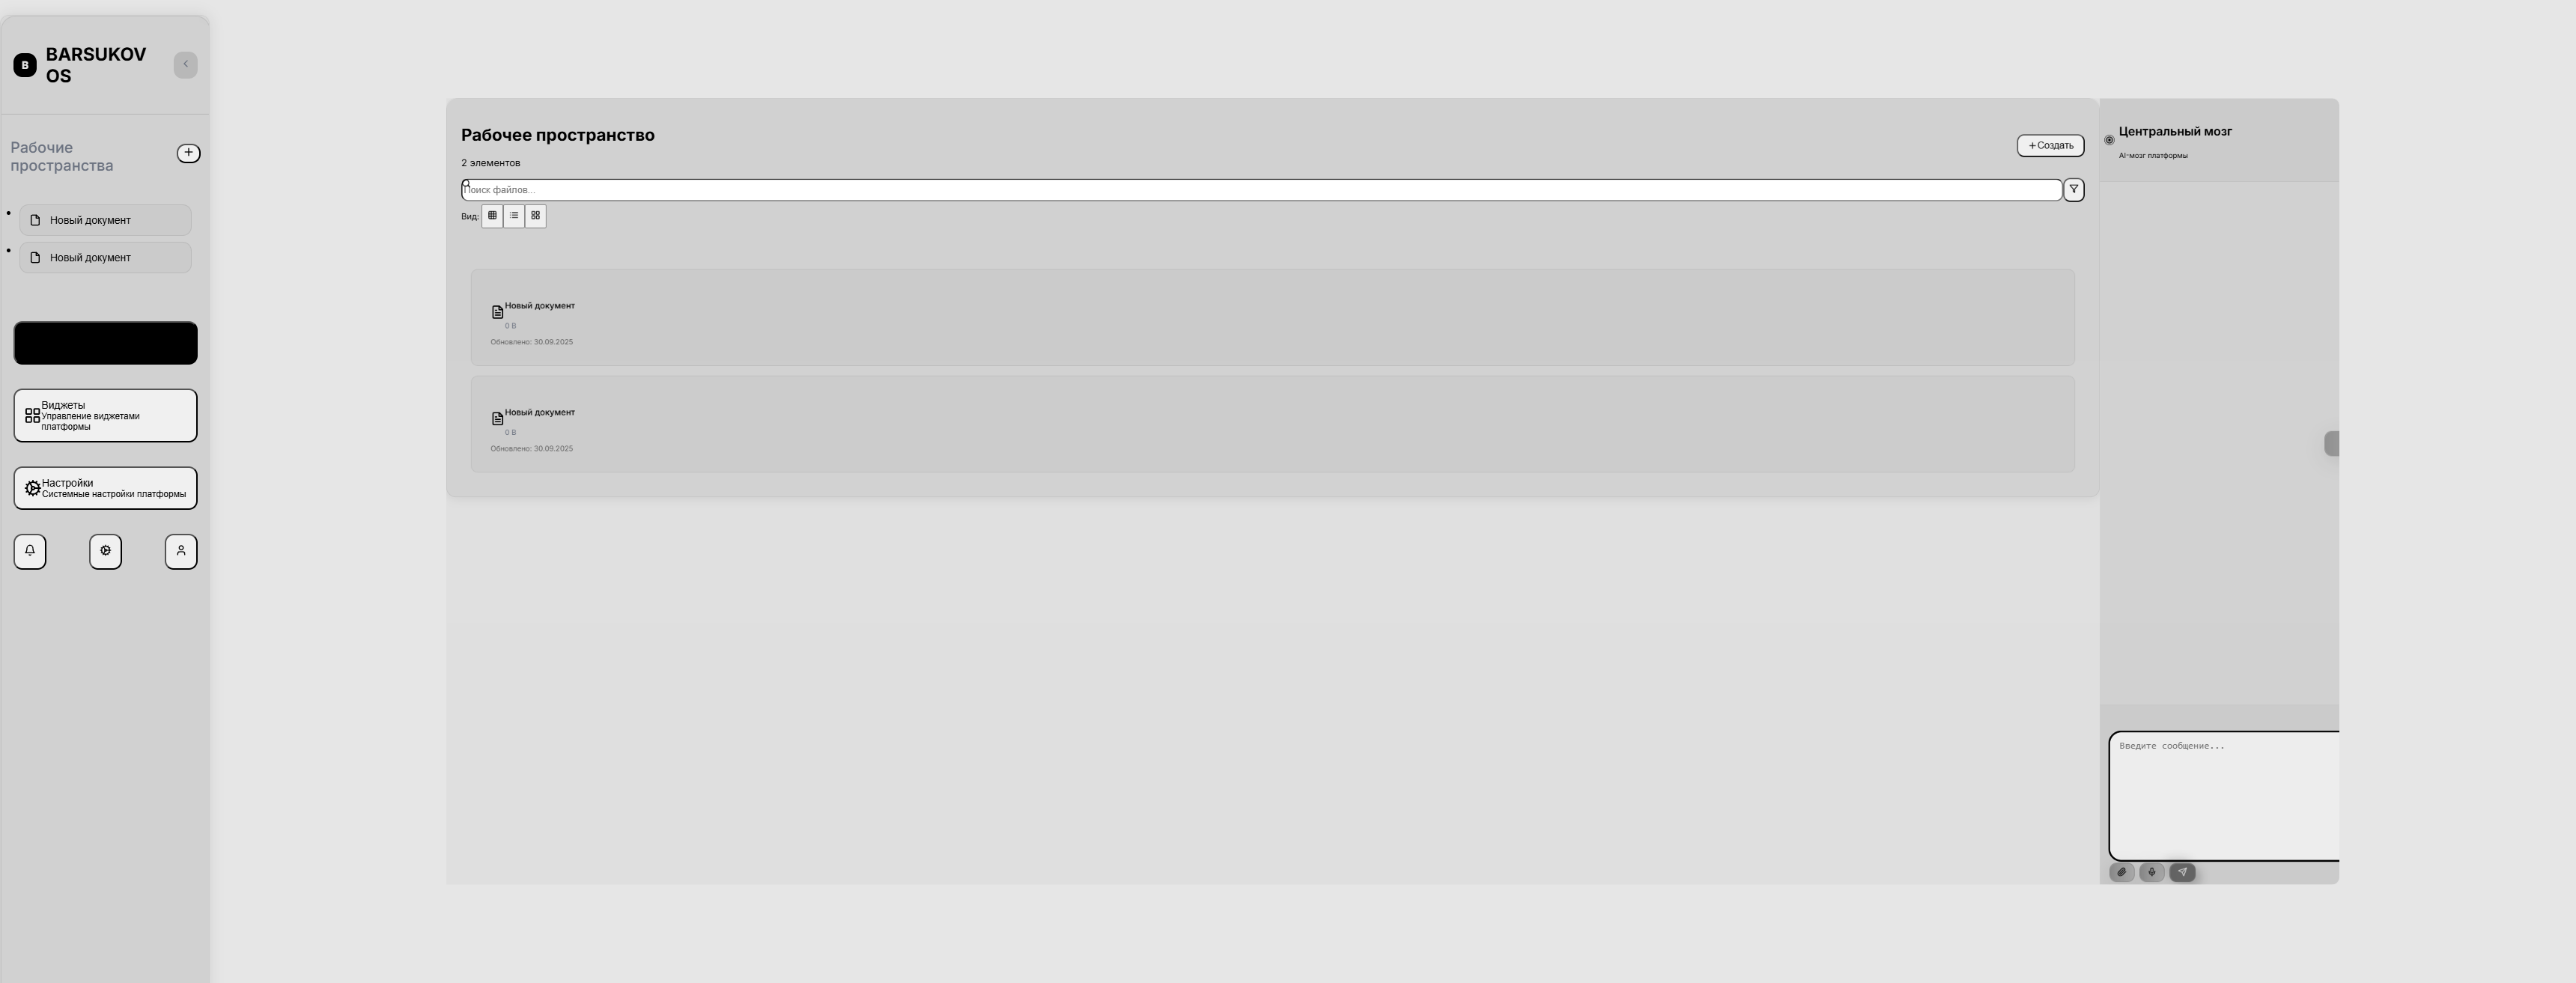 B
BARSUKOV
OS
Рабочие
пространства
Новый документ
Новый документ
Виджеты
Управление виджетами
платформы
Настройки
Системные настройки платформы
Рабочее пространство
2 элементов
+Создать
Поиск файлов...
Вид:
Новый документ
0 B
Обновлено: 30.09.2025
Новый документ
0 B
Обновлено: 30.09.2025
Центральный мозг
AI-мозг платформы
Введите сообщение...